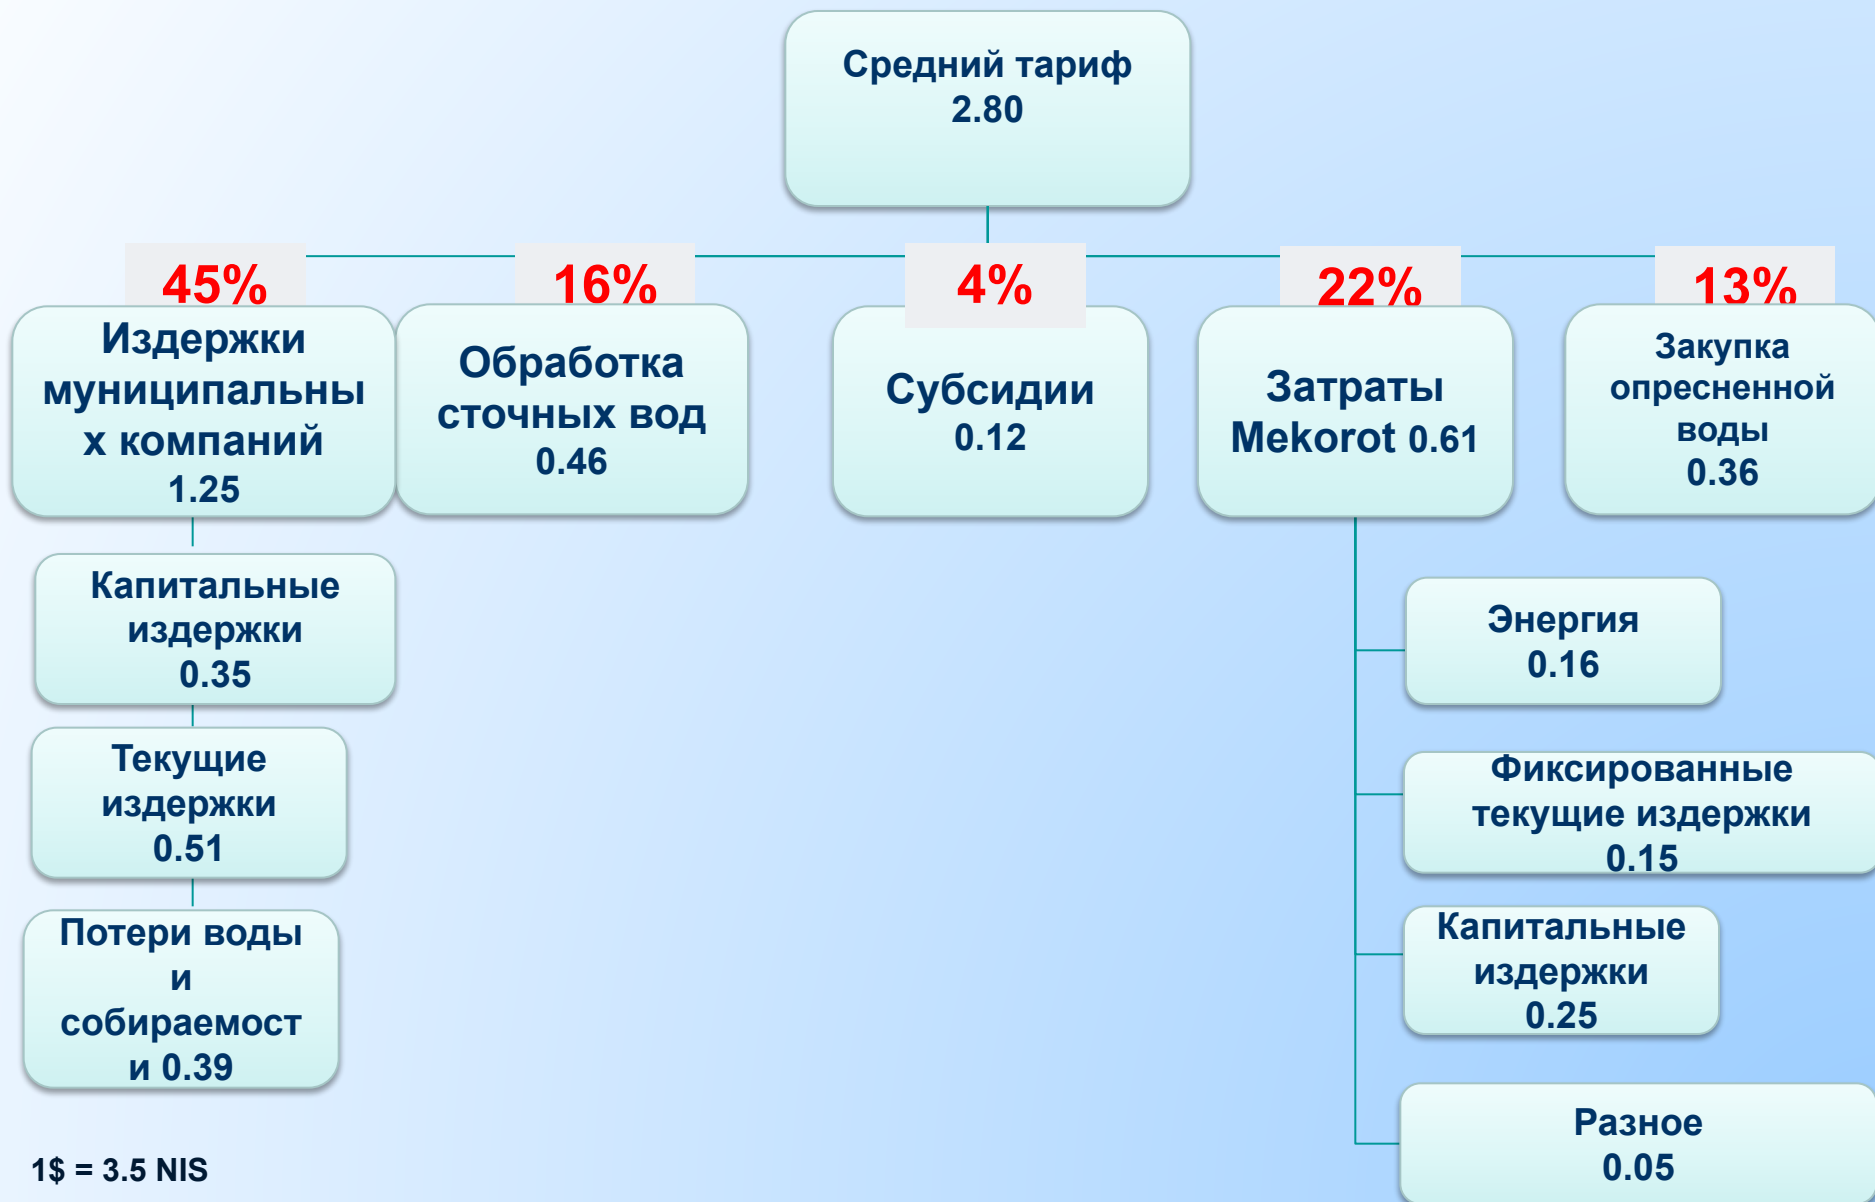 Средний тариф
2.80
45%
16%
4%
22%
13%
Издержки
муниципальны
х компаний
1.25
Обработка
сточных вод
0.46
Субсидии
0.12
Затраты
Mekorot 0.61
Закупка
опресненной
воды
0.36
Капитальные
издержки
0.35
Текущие
издержки
0.51
Потери воды
и
собираемост
и 0.39
Энергия
0.16
Фиксированные
текущие издержки
0.15
Капитальные
издержки
0.25
Разное
0.05
1$ = 3.5 NIS